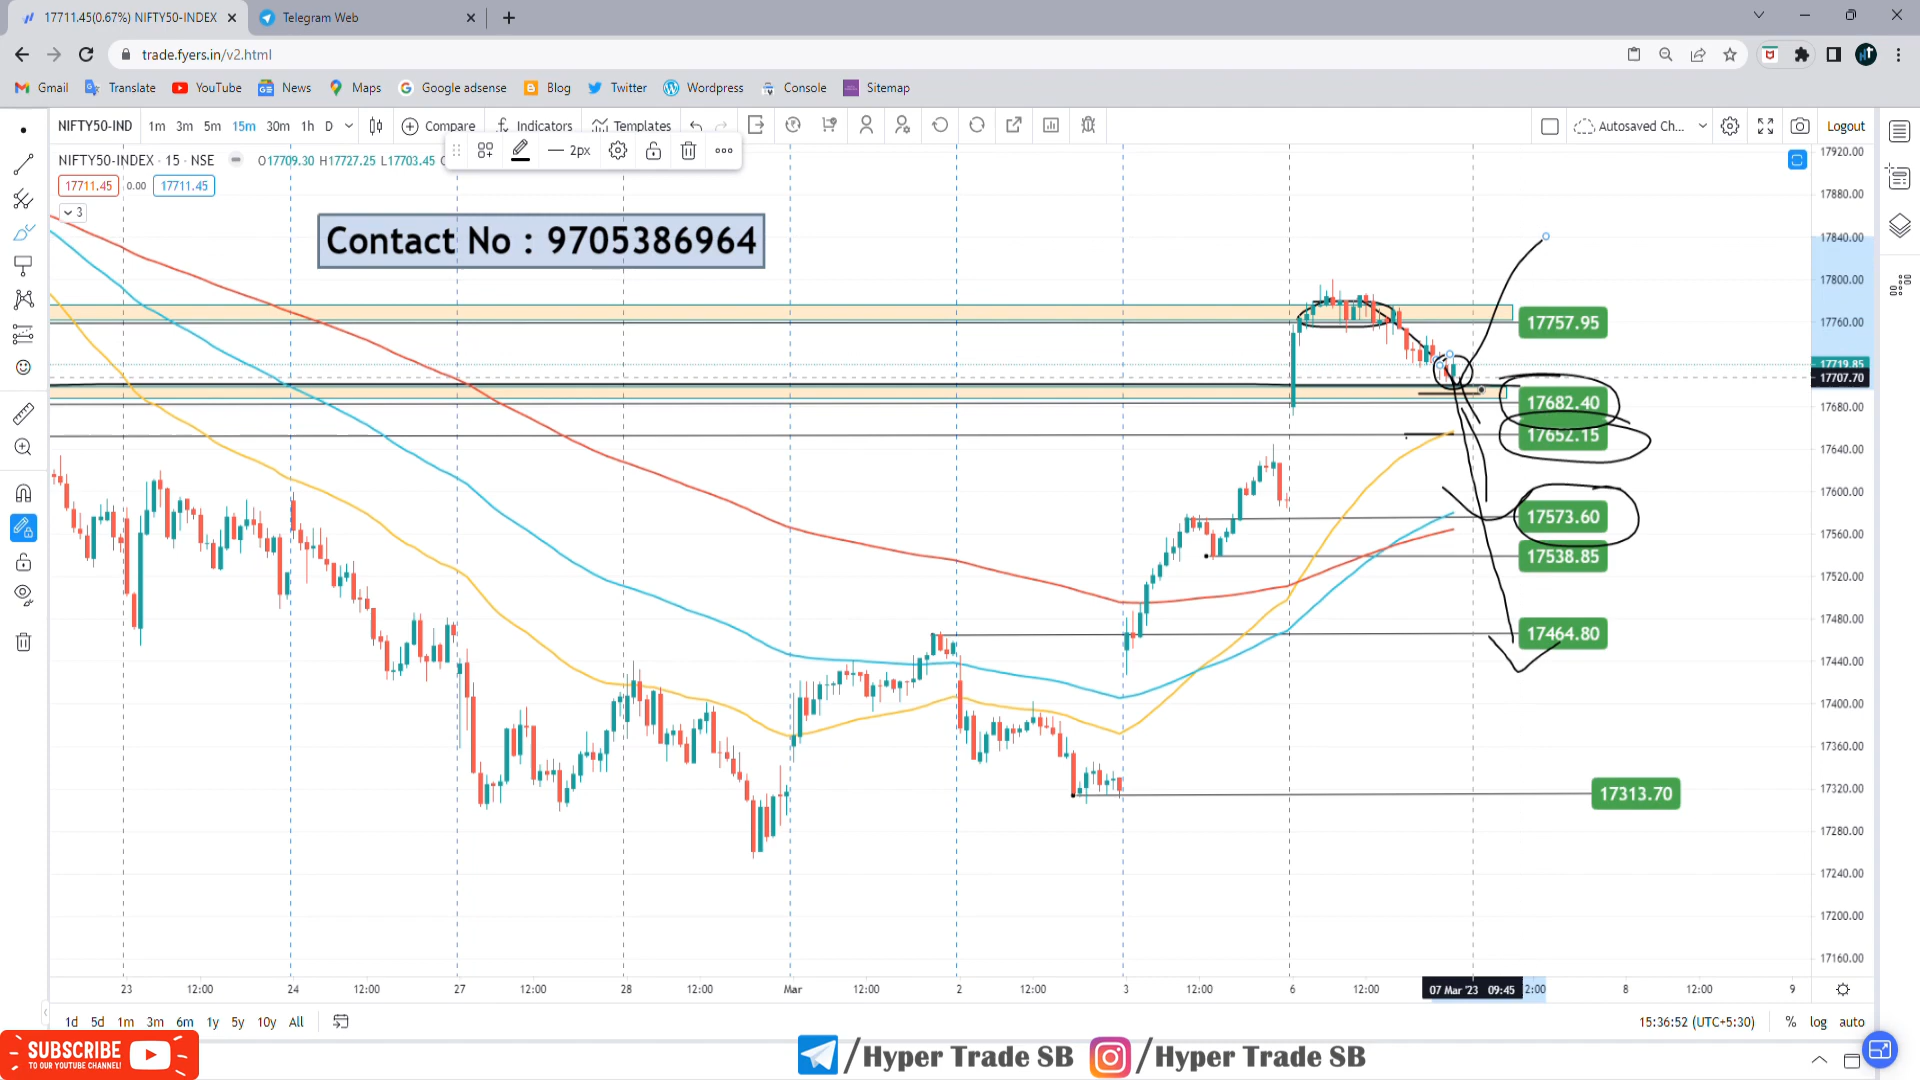 17711.45(0.67%) NIFTY50-INDEX
Telegram Web
trade.fyers.in/v2.html
Gmail Translate YouTube News Maps Google adsense Blog Twitter Wordpress Console Sitemap
NIFTY50-IND 1m 3m 5m 15m 30m 1h D Compare Indicators Templates Autosaved Ch... Logout
2px
NIFTY50-INDEX · 15 · NSE O17709.30 H17727.25 L17703.45
17711.45 0.00 17711.45
3
Contact No : 9705386964
17920.00
17880.00
17840.00
17800.00
17760.00
17719.85
17707.70
17680.00
17640.00
17600.00
17560.00
17520.00
17480.00
17440.00
17400.00
17360.00
17320.00
17280.00
17240.00
17200.00
17160.00
17757.95
17682.40
17652.15
17573.60
17538.85
17464.80
17313.70
23 12:00 24 12:00 27 12:00 28 12:00 Mar 12:00 2 12:00 3 12:00 6 12:00 07 Mar '23 09:45 2:00 8 12:00 9
1d 5d 1m 3m 6m 1y 5y 10y All
15:36:52 (UTC+5:30) % log auto
SUBSCRIBE
TO OUR YOUTUBE CHANNEL!
/Hyper Trade SB /Hyper Trade SB